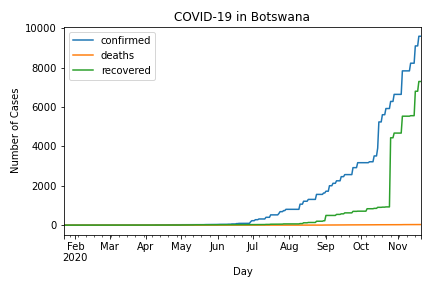 COVID-19 in Botswana
confirmed
deaths
recovered
Number of Cases
10000
8000
6000
4000
2000
0
Feb Mar Apr May Jun Jul Aug Sep Oct Nov
2020
Day